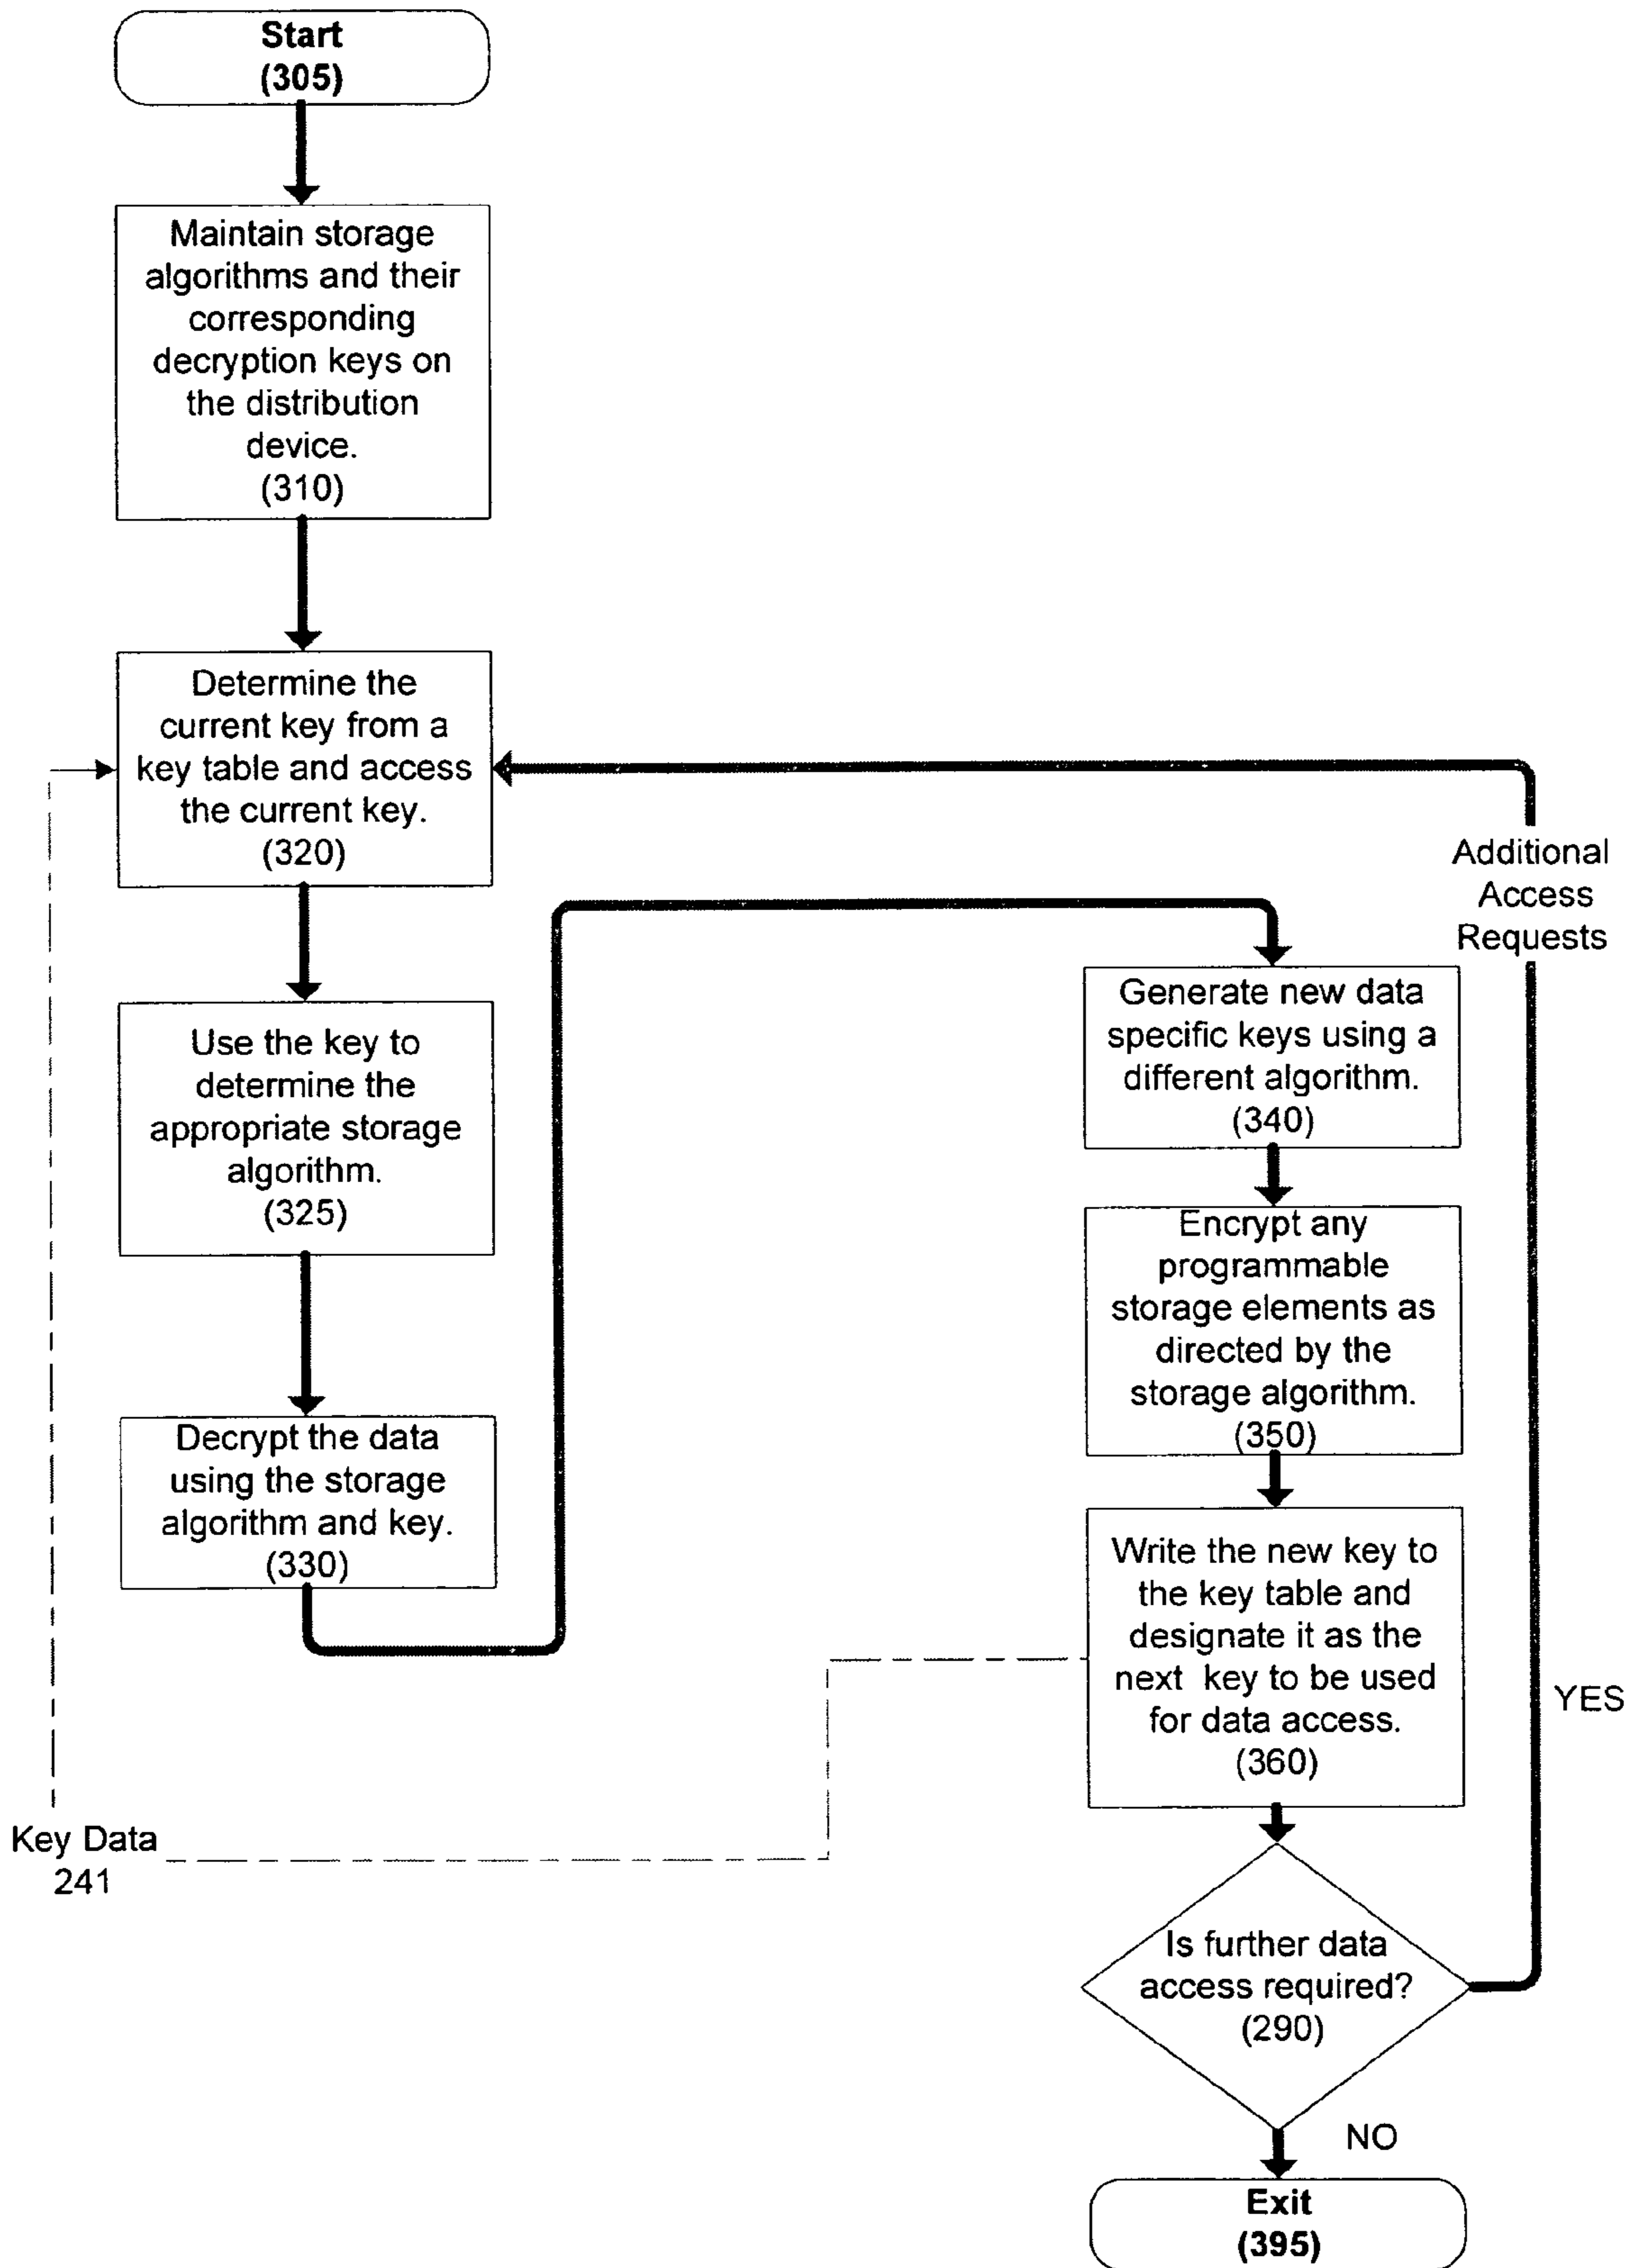 Start
(305)
Maintain storage
algorithms and their
corresponding
decryption keys on
the distribution
device.
(310)
Determine the
current key from a
key table and access
the current key.
(320)
Use the key to
determine the
appropriate storage
algorithm.
(325)
Decrypt the data
using the storage
algorithm and key.
(330)
Additional
Access
Requests
Generate new data
specific keys using a
different algorithm.
(340)
Encrypt any
programmable
storage elements as
directed by the
storage algorithm.
(350)
Write the new key to
the key table and
designate it as the
next key to be used
for data access.
(360)
YES
Key Data
241
Is further data
access required?
(290)
NO
Exit
(395)